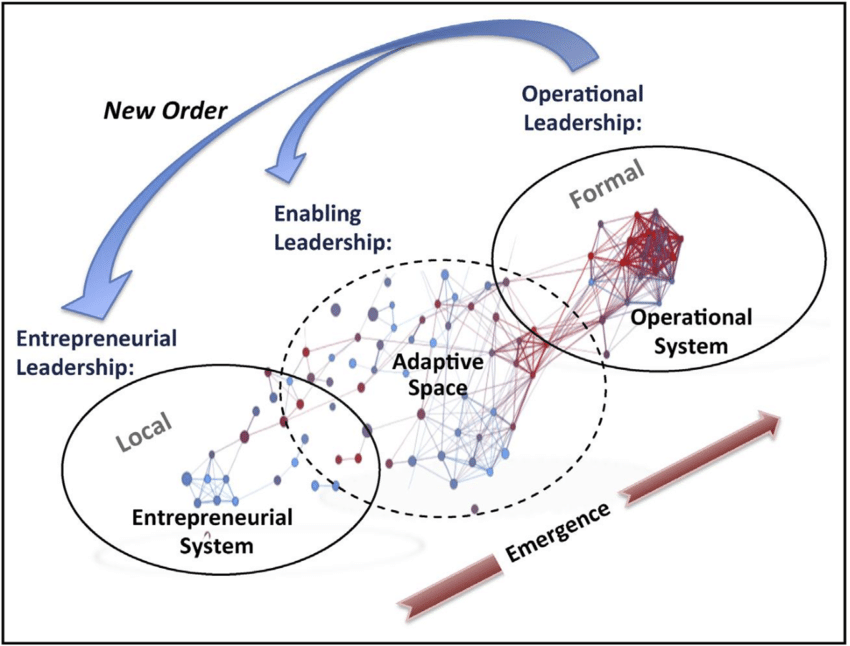 New Order
Operational
Leadership:
Formal
Enabling
Leadership:
Operational
System
Entrepreneurial
Leadership:
Adaptive
Space
Local
Entrepreneurial
System
Emergence